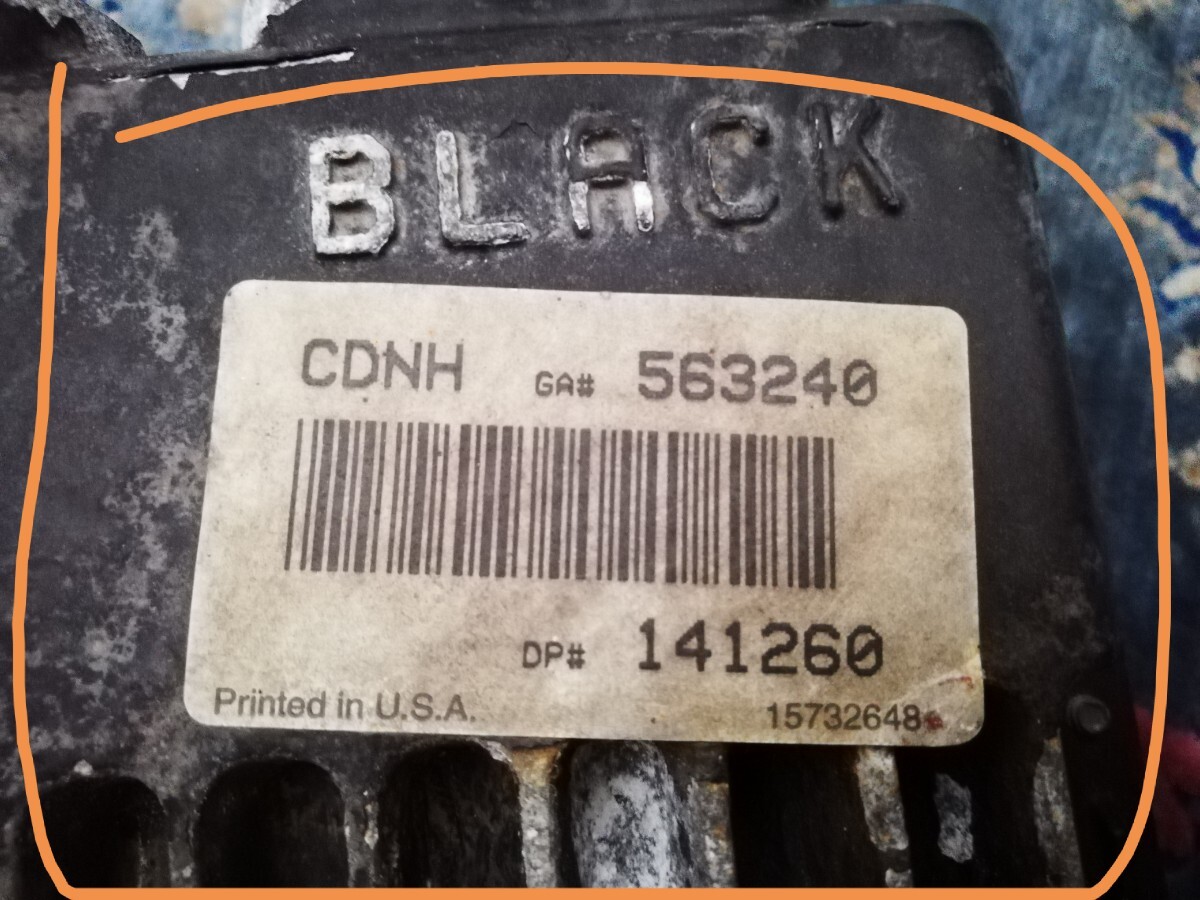 BLACK
CDNH GA# 563240
DP# 141260
Printed in U.S.A. 15732648